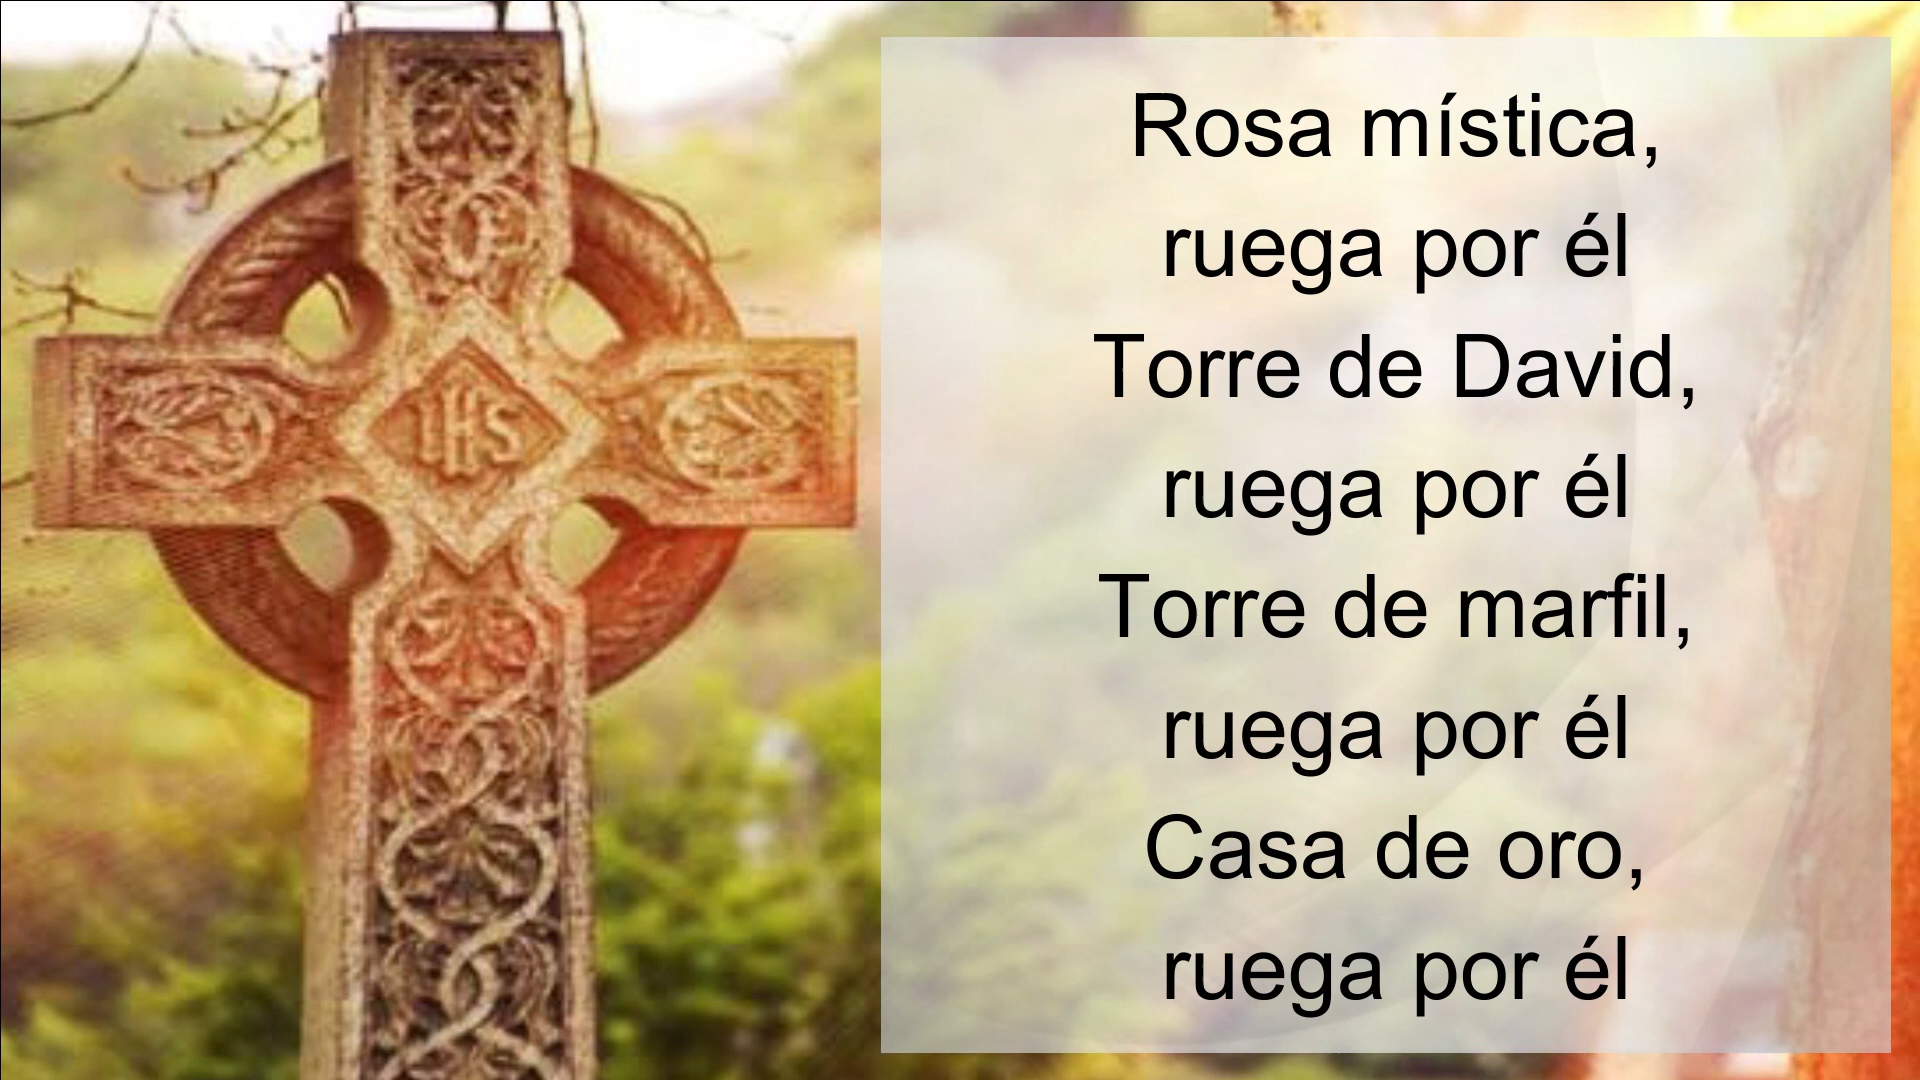 IHS
Rosa mística,
ruega por él
Torre de David,
ruega por él
Torre de marfil,
ruega por él
Casa de oro,
ruega por él